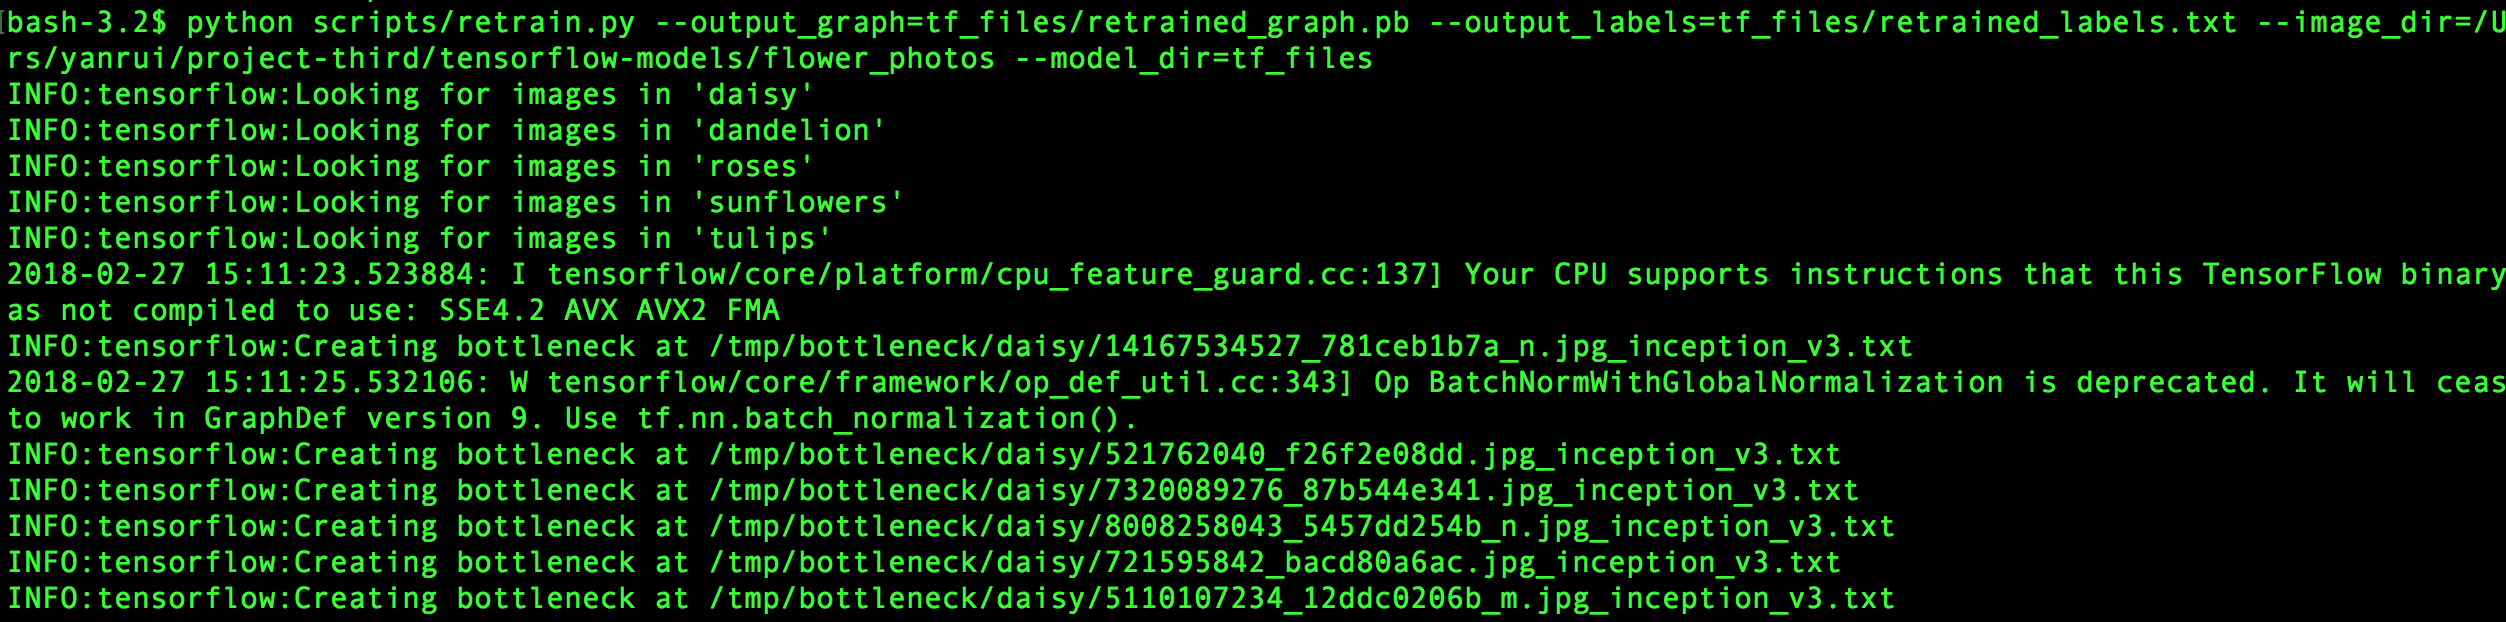 bash-3.2$ python scripts/retrain.py --output_graph=tf_files/retrained_graph.pb --output_labels=tf_files/retrained_labels.txt --image_dir=/U
rs/yanrui/project-third/tensorflow-models/flower_photos --model_dir=tf_files
INFO:tensorflow:Looking for images in 'daisy'
INFO:tensorflow:Looking for images in 'dandelion'
INFO:tensorflow:Looking for images in 'roses'
INFO:tensorflow:Looking for images in 'sunflowers'
INFO:tensorflow:Looking for images in 'tulips'
2018-02-27 15:11:23.523884: I tensorflow/core/platform/cpu_feature_guard.cc:137] Your CPU supports instructions that this TensorFlow binary
as not compiled to use: SSE4.2 AVX AVX2 FMA
INFO:tensorflow:Creating bottleneck at /tmp/bottleneck/daisy/14167534527_781ceb1b7a_n.jpg_inception_v3.txt
2018-02-27 15:11:25.532106: W tensorflow/core/framework/op_def_util.cc:343] Op BatchNormWithGlobalNormalization is deprecated. It will ceas
to work in GraphDef version 9. Use tf.nn.batch_normalization().
INFO:tensorflow:Creating bottleneck at /tmp/bottleneck/daisy/521762040_f26f2e08dd.jpg_inception_v3.txt
INFO:tensorflow:Creating bottleneck at /tmp/bottleneck/daisy/7320089276_87b544e341.jpg_inception_v3.txt
INFO:tensorflow:Creating bottleneck at /tmp/bottleneck/daisy/8008258043_5457dd254b_n.jpg_inception_v3.txt
INFO:tensorflow:Creating bottleneck at /tmp/bottleneck/daisy/721595842_bacd80a6ac.jpg_inception_v3.txt
INFO:tensorflow:Creating bottleneck at /tmp/bottleneck/daisy/5110107234_12ddc0206b_m.jpg_inception_v3.txt